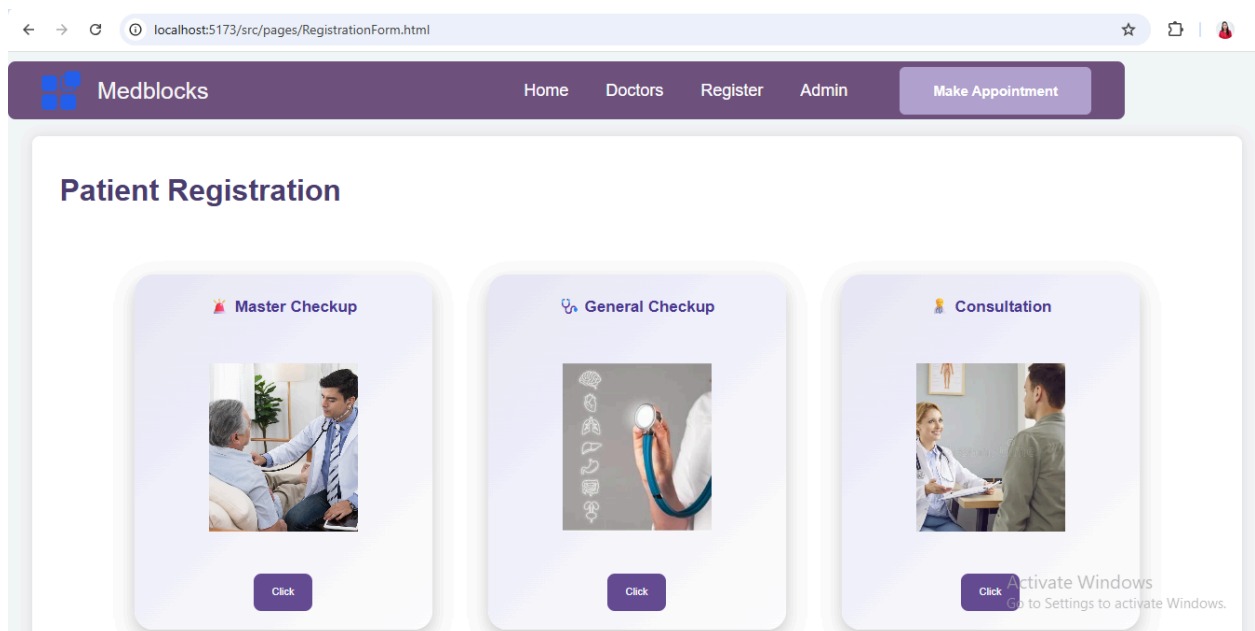 localhost:5173/src/pages/RegistrationForm.html
Medblocks Home Doctors Register Admin Make Appointment
Patient Registration
Master Checkup
General Checkup
Consultation
Click
Click
Click
Activate Windows
Go to Settings to activate Windows.